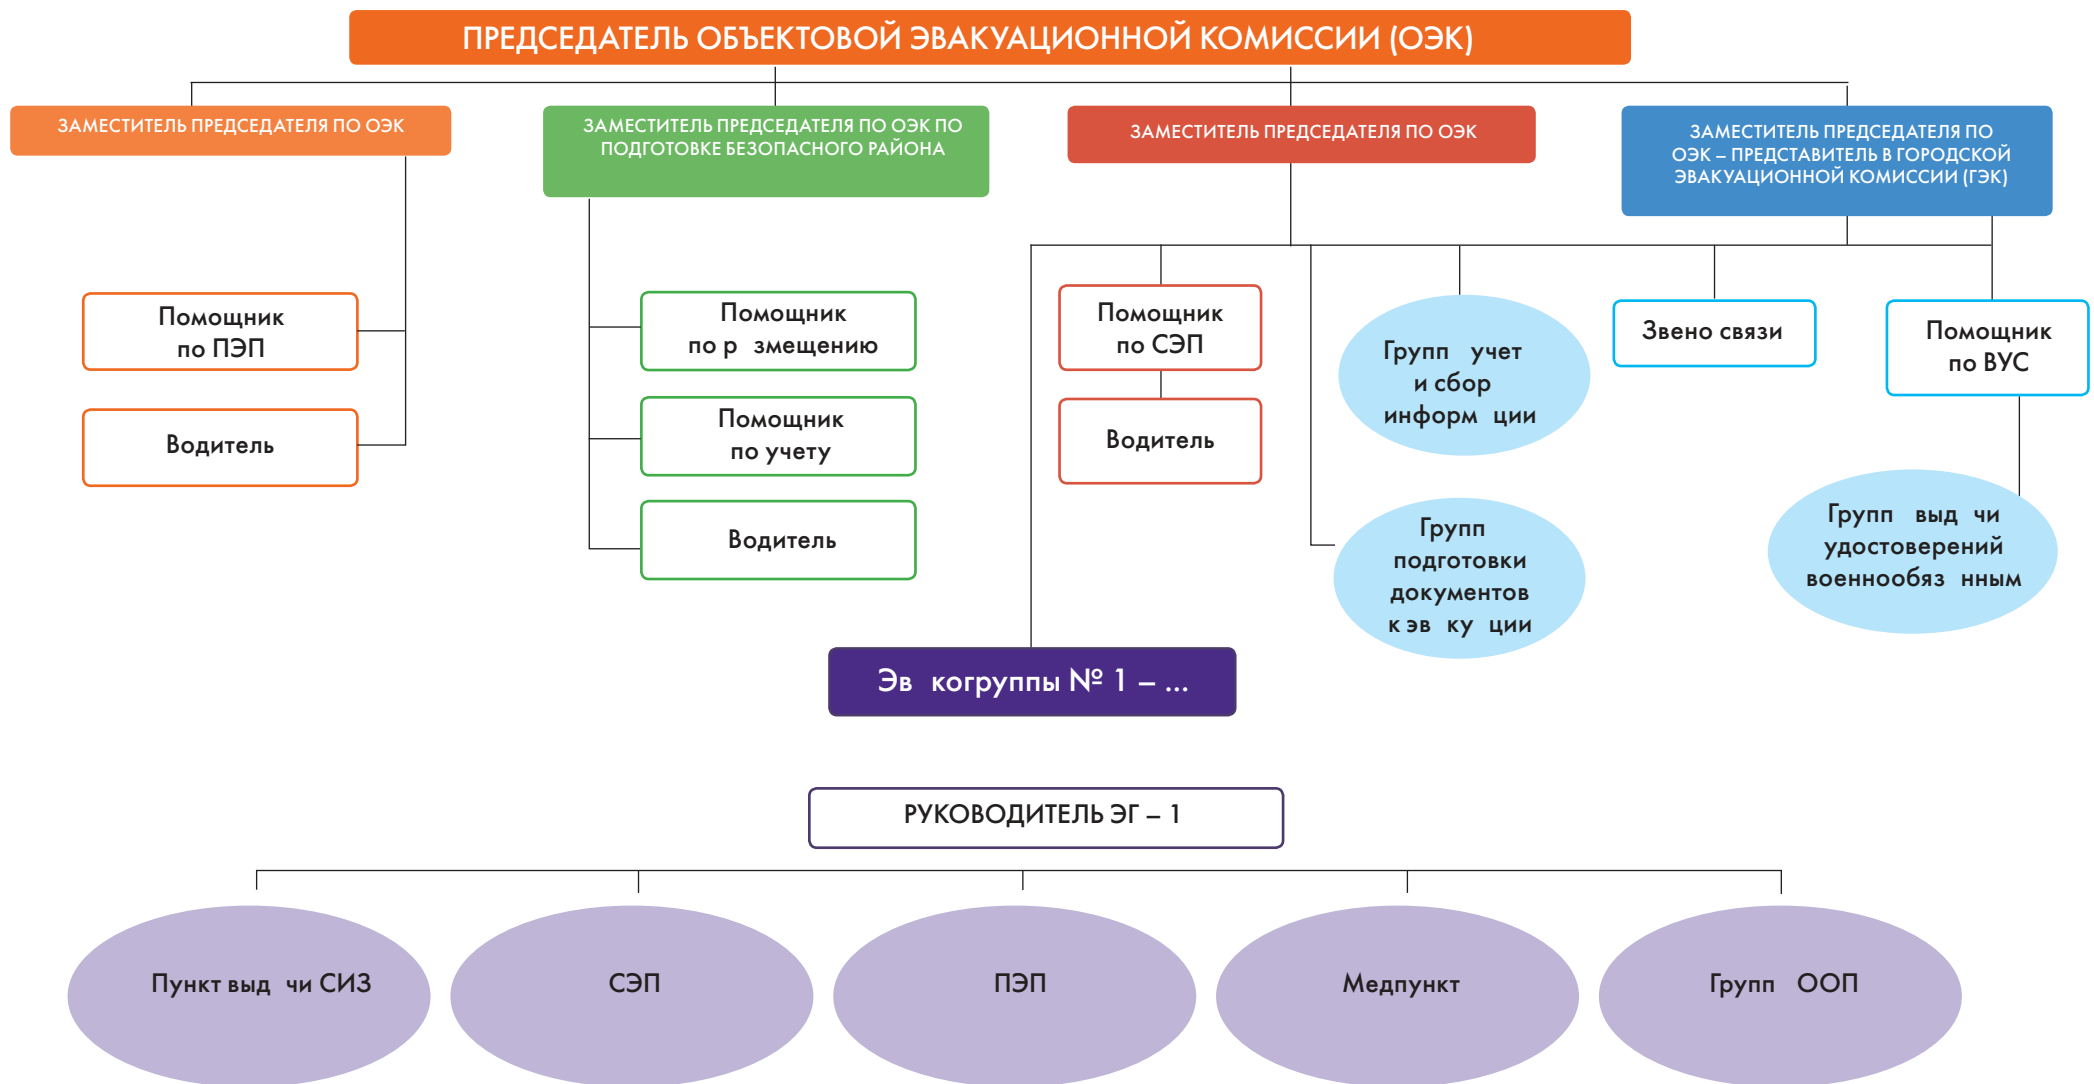 ПРЕДСЕДАТЕЛЬ ОБЪЕКТОВОЙ ЭВАКУАЦИОННОЙ КОМИССИИ (ОЭК)
ЗАМЕСТИТЕЛЬ ПРЕДСЕДАТЕЛЯ ПО ОЭК
ЗАМЕСТИТЕЛЬ ПРЕДСЕДАТЕЛЯ ПО ОЭК ПО
ПОДГОТОВКЕ БЕЗОПАСНОГО РАЙОНА
ЗАМЕСТИТЕЛЬ ПРЕДСЕДАТЕЛЯ ПО ОЭК
ЗАМЕСТИТЕЛЬ ПРЕДСЕДАТЕЛЯ ПО
ОЭК – ПРЕДСТАВИТЕЛЬ В ГОРОДСКОЙ
ЭВАКУАЦИОННОЙ КОМИССИИ (ГЭК)
Помощник
по ПЭП
Водитель
Помощник
по р змещению
Помощник
по учету
Водитель
Помощник
по СЭП
Водитель
Групп учет
и сбор
информ ции
Групп
подготовки
документов
к эв ку ции
Звено связи
Помощник
по ВУС
Групп выд чи
удостоверений
военнообяз нным
Эв когруппы № 1 – ...
РУКОВОДИТЕЛЬ ЭГ – 1
Пункт выд чи СИЗ
СЭП
ПЭП
Медпункт
Групп ООП